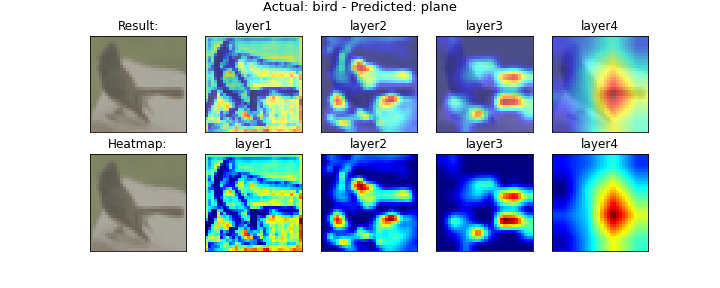 Actual: bird - Predicted: plane
Result: layer1 layer2 layer3 layer4
Heatmap: layer1 layer2 layer3 layer4